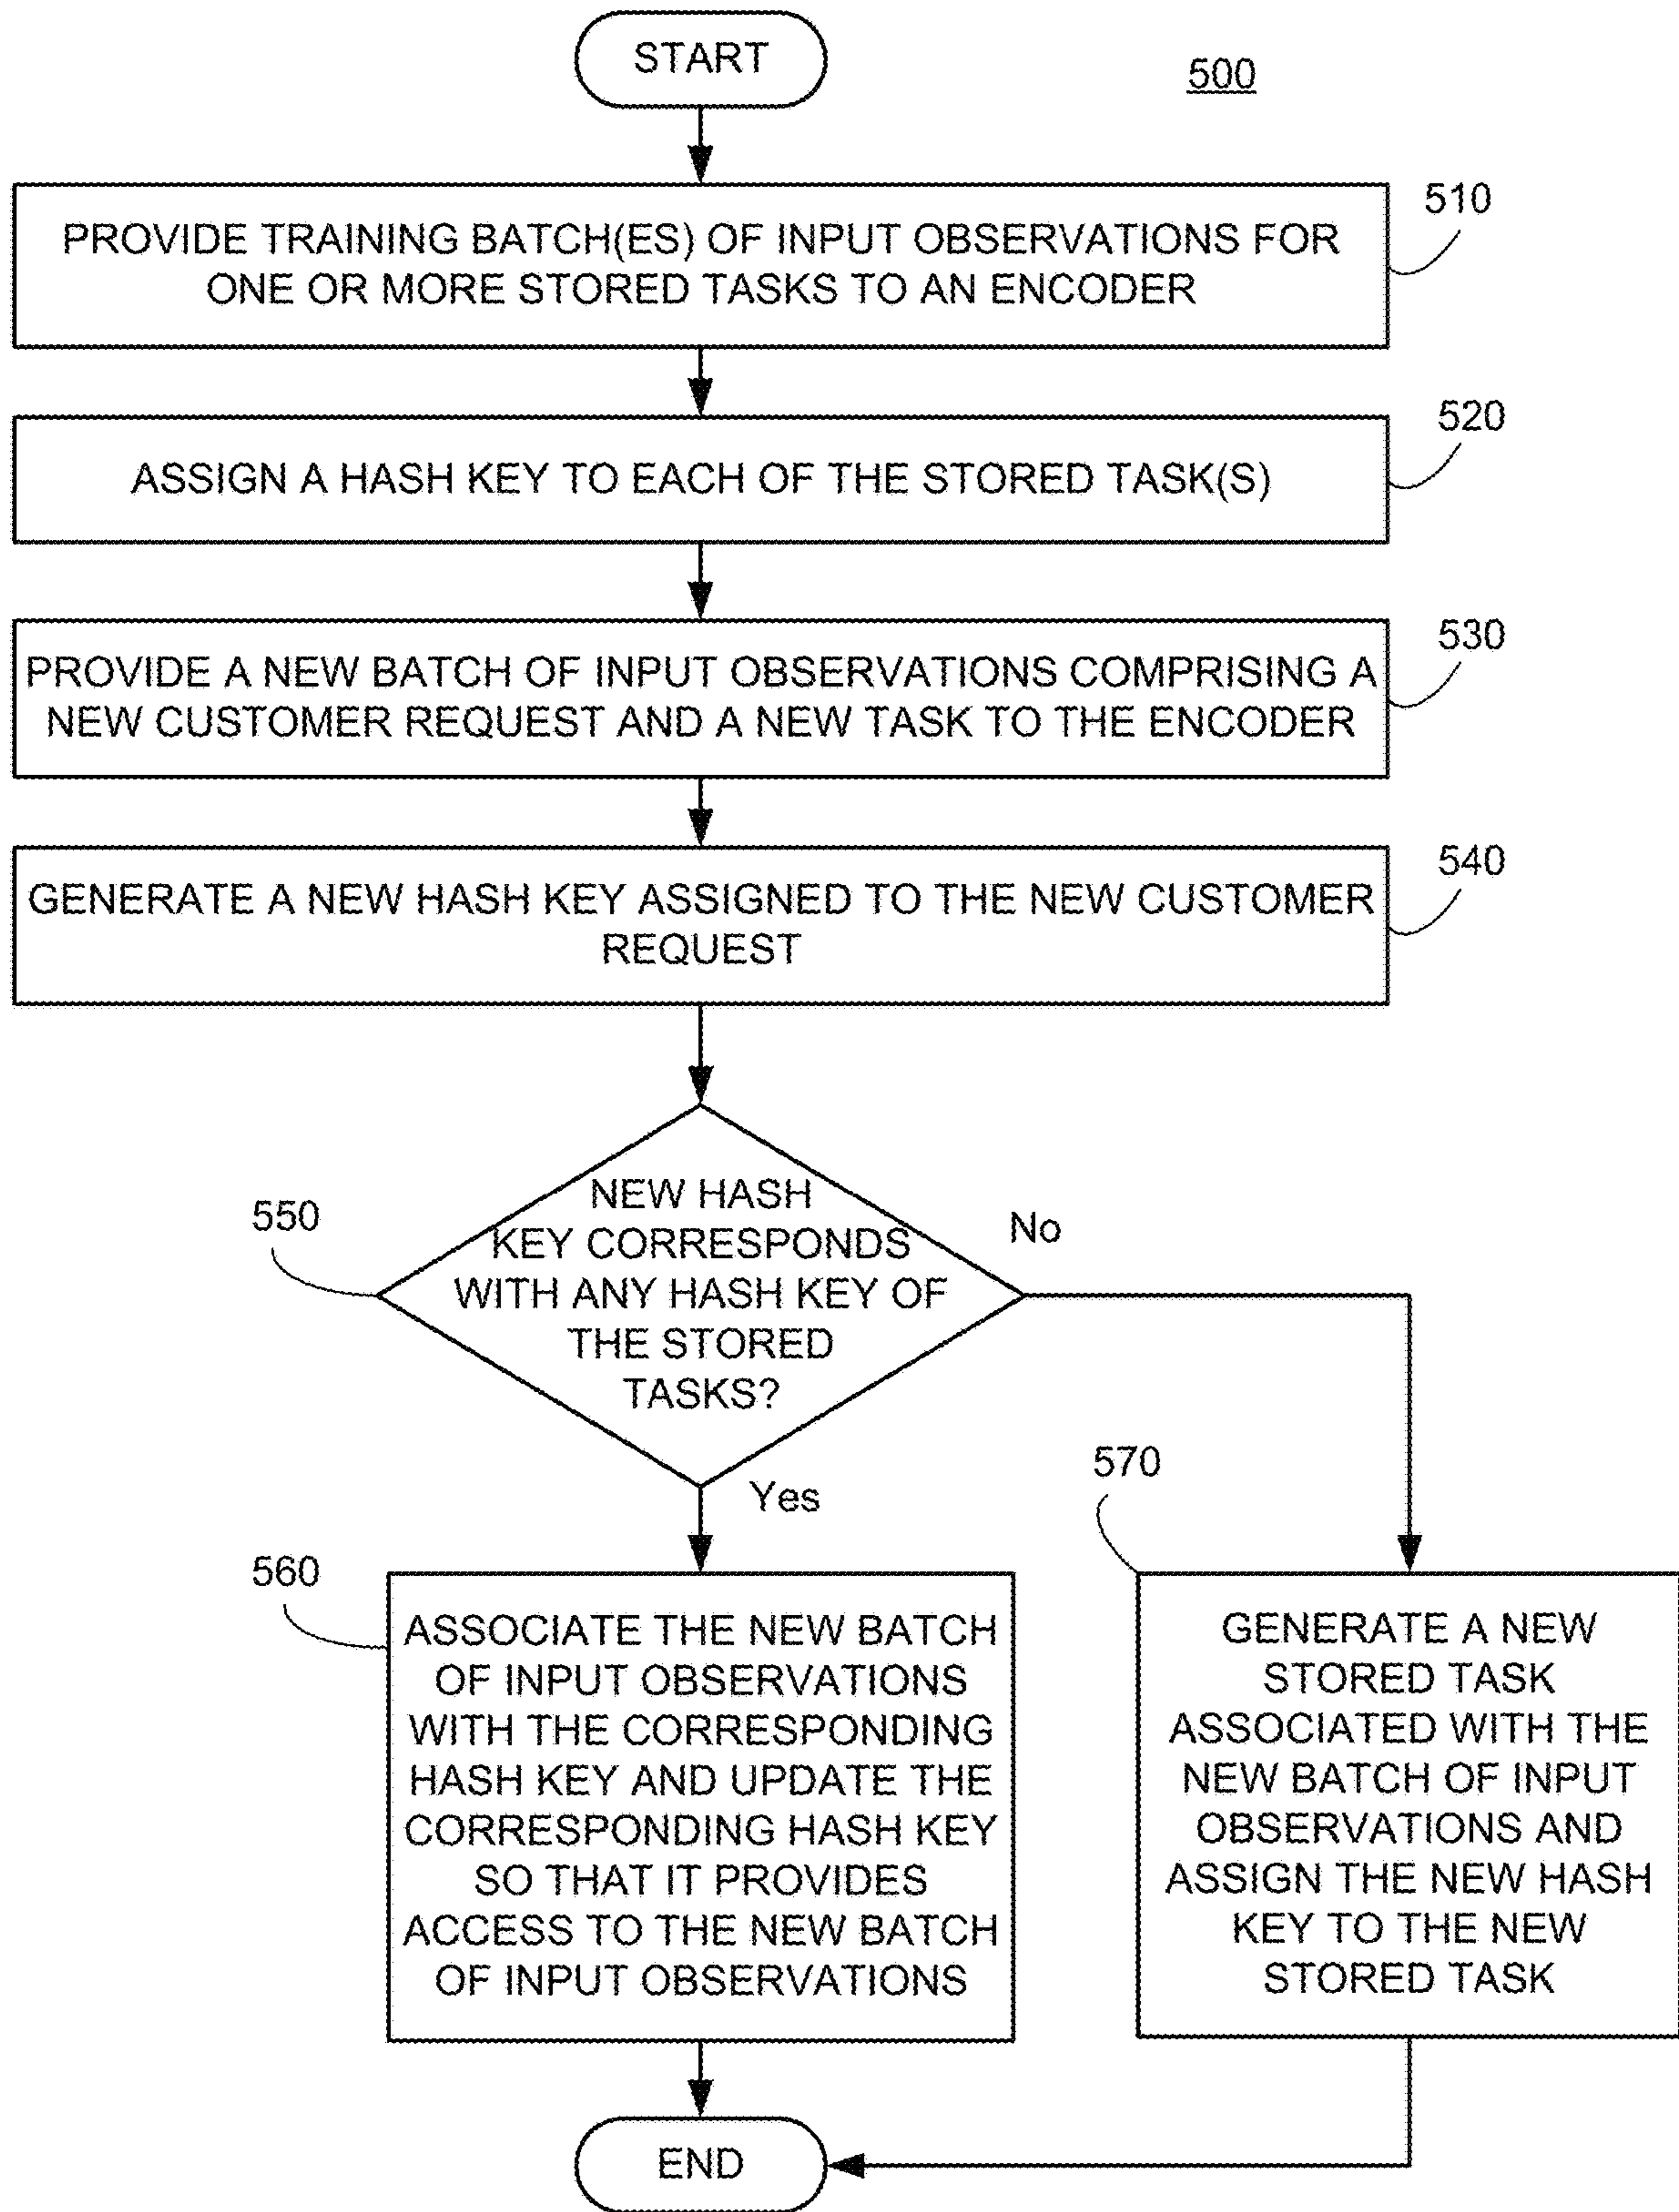 START
500
510
PROVIDE TRAINING BATCH(ES) OF INPUT OBSERVATIONS FOR
ONE OR MORE STORED TASKS TO AN ENCODER
520
ASSIGN A HASH KEY TO EACH OF THE STORED TASK(S)
530
PROVIDE A NEW BATCH OF INPUT OBSERVATIONS COMPRISING A
NEW CUSTOMER REQUEST AND A NEW TASK TO THE ENCODER
540
GENERATE A NEW HASH KEY ASSIGNED TO THE NEW CUSTOMER
REQUEST
550
NEW HASH
KEY CORRESPONDS
WITH ANY HASH KEY OF
THE STORED
TASKS?
No
Yes
560
ASSOCIATE THE NEW BATCH
OF INPUT OBSERVATIONS
WITH THE CORRESPONDING
HASH KEY AND UPDATE THE
CORRESPONDING HASH KEY
SO THAT IT PROVIDES
ACCESS TO THE NEW BATCH
OF INPUT OBSERVATIONS
570
GENERATE A NEW
STORED TASK
ASSOCIATED WITH THE
NEW BATCH OF INPUT
OBSERVATIONS AND
ASSIGN THE NEW HASH
KEY TO THE NEW
STORED TASK
END